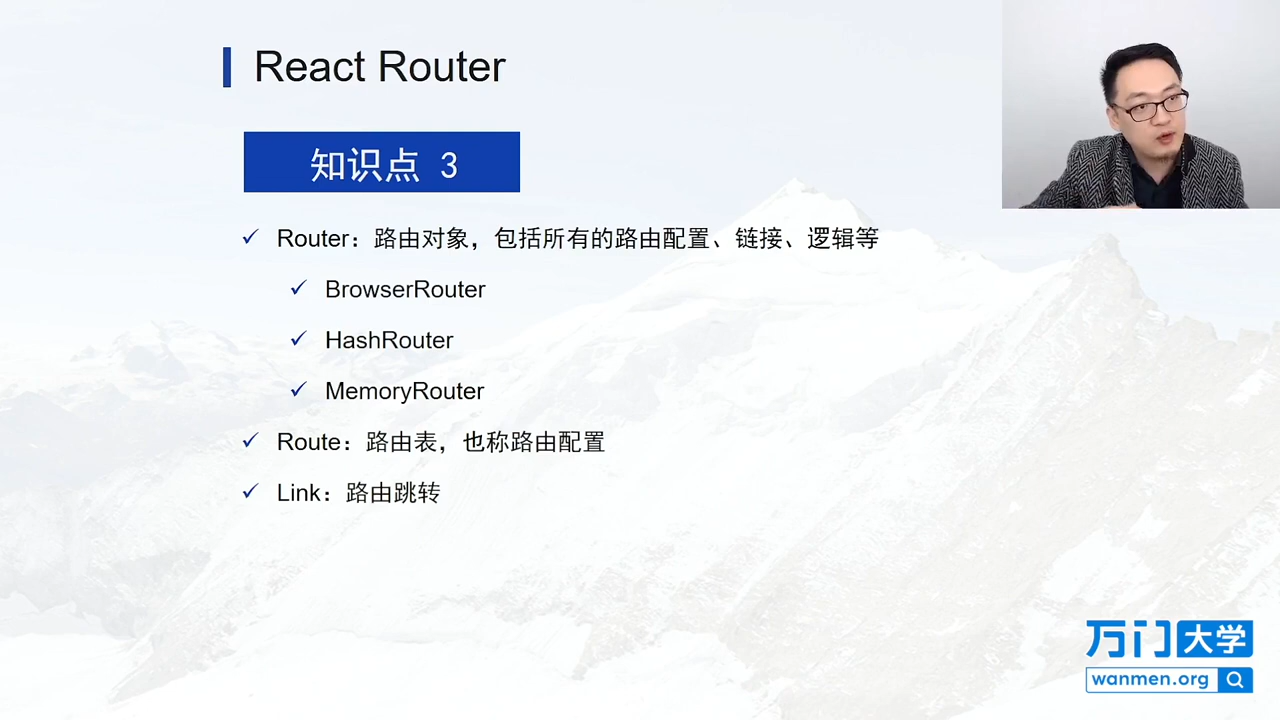 React Router
知识点 3
Router：路由对象，包括所有的路由配置、链接、逻辑等
BrowserRouter
HashRouter
MemoryRouter
Route：路由表，也称路由配置
Link：路由跳转
万门大学
wanmen.org